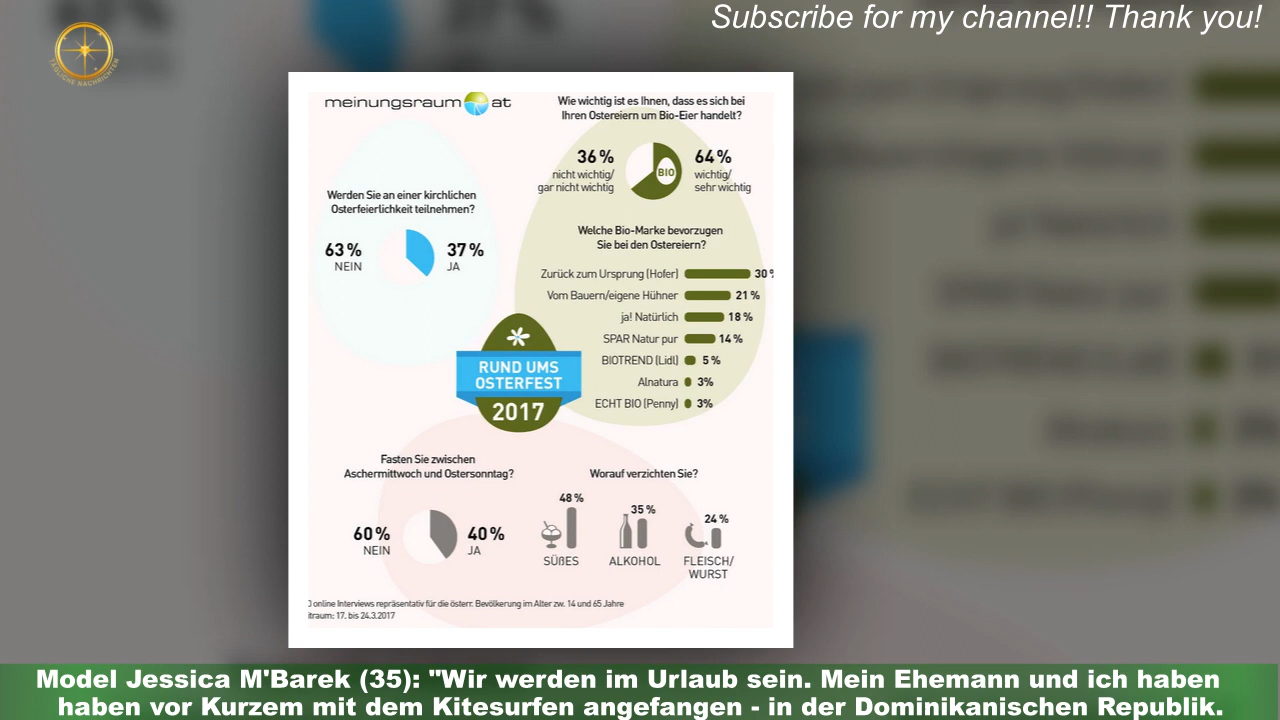 Subscribe for my channel!! Thank you!
TÄGLICHE NACHRICHTEN
meinungsraum at
Wie wichtig ist es Ihnen, dass es sich bei
Ihren Ostereiern um Bio-Eier handelt?
36 %
nicht wichtig/
gar nicht wichtig
BIO
64 %
wichtig/
sehr wichtig
Werden Sie an einer kirchlichen
Osterfeierlichkeit teilnehmen?
63 %
NEIN
37 %
JA
Welche Bio-Marke bevorzugen
Sie bei den Ostereiern?
Zurück zum Ursprung (Hofer) 30 %
Vom Bauern/eigene Hühner 21 %
ja! Natürlich 18 %
SPAR Natur pur 14 %
BIOTREND (Lidl) 5 %
Alnatura 3%
ECHT BIO (Penny) 3%
RUND UMS
OSTERFEST
2017
Fasten Sie zwischen
Aschermittwoch und Ostersonntag?
60 %
NEIN
40 %
JA
Worauf verzichten Sie?
48 %
SÜßES
35 %
ALKOHOL
24 %
FLEISCH/
WURST
online Interviews repräsentativ für die österr. Bevölkerung im Alter zw. 14 und 65 Jahre
itraum: 17. bis 24.3.2017
Model Jessica M'Barek (35): "Wir werden im Urlaub sein. Mein Ehemann und ich haben
haben vor Kurzem mit dem Kitesurfen angefangen - in der Dominikanischen Republik.